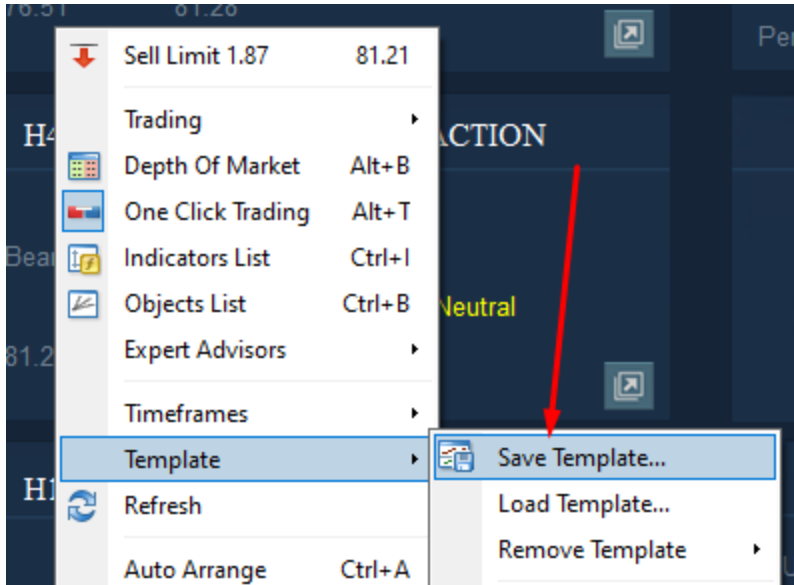 76.51 81.28
Sell Limit 1.87 81.21
Per
Trading
H4
ACTION
Depth Of Market Alt+B
One Click Trading Alt+T
Bear
Indicators List Ctrl+I
Objects List Ctrl+B
Neutral
81.2
Expert Advisors
Timeframes
Template
Save Template...
H1
Refresh
Load Template...
Remove Template
Auto Arrange Ctrl+A